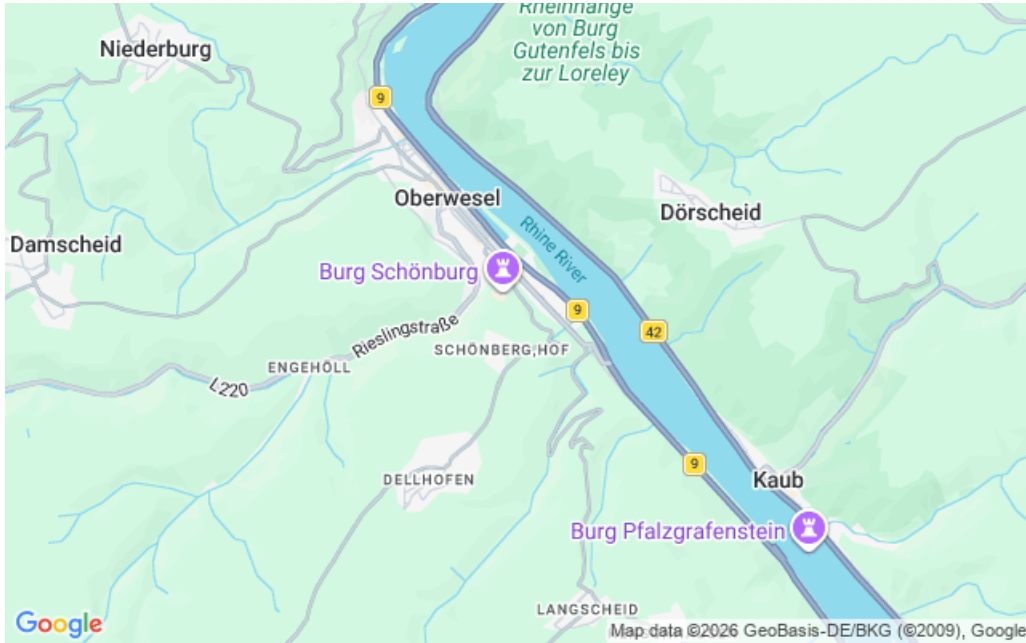 Rheinhänge
von Burg
Gutenfels bis
zur Loreley
Niederburg
9
Oberwesel
Dörscheid
Damscheid
Rhine River
Burg Schönburg
9
42
Rieslingstraße
SCHÖNBERG,HOF
ENGEHÖLL
L220
9
DELLHOFEN
Kaub
Burg Pfalzgrafenstein
LANGSCHEID
Google
Map data ©2026 GeoBasis-DE/BKG (©2009), Google